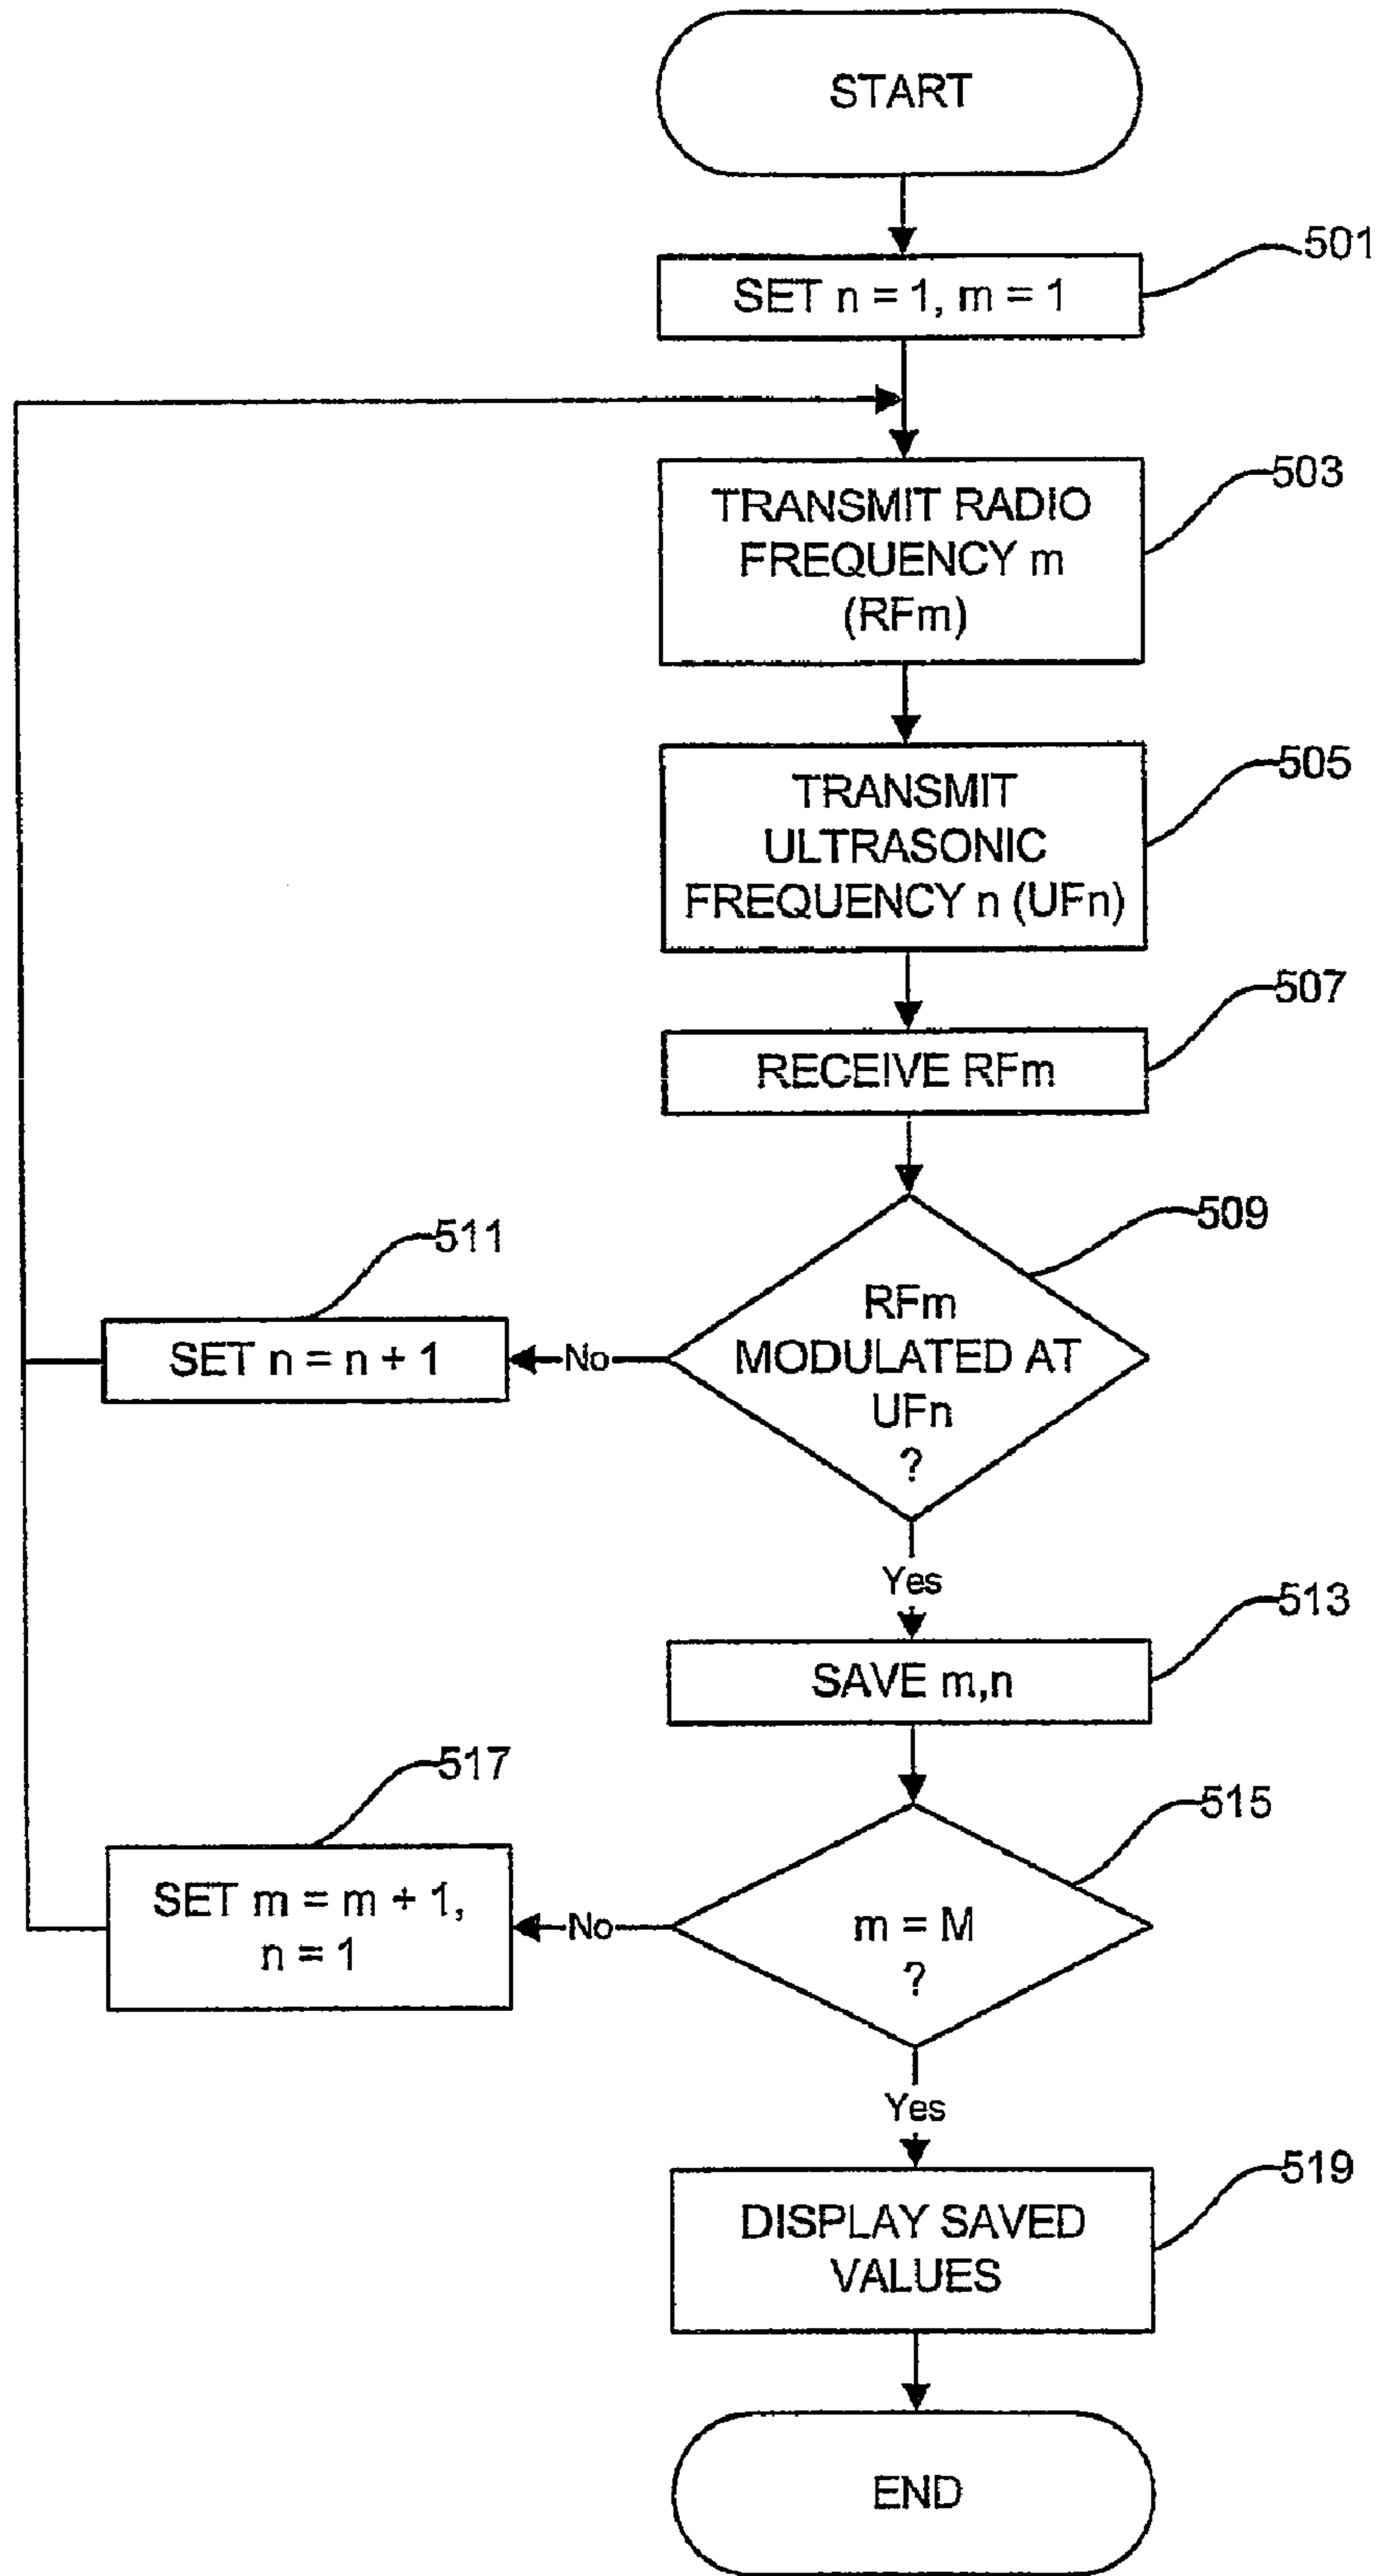 START
501
SET n = 1, m = 1
503
TRANSMIT RADIO
FREQUENCY m
(RFm)
505
TRANSMIT
ULTRASONIC
FREQUENCY n (UFn)
507
RECEIVE RFm
509
RFm
MODULATED AT
UFn
?
No
511
SET n = n + 1
Yes
513
SAVE m,n
515
m = M
?
No
517
SET m = m + 1,
n = 1
Yes
519
DISPLAY SAVED
VALUES
END